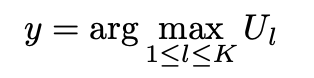 y = arg max_{1≤l≤K} U_l